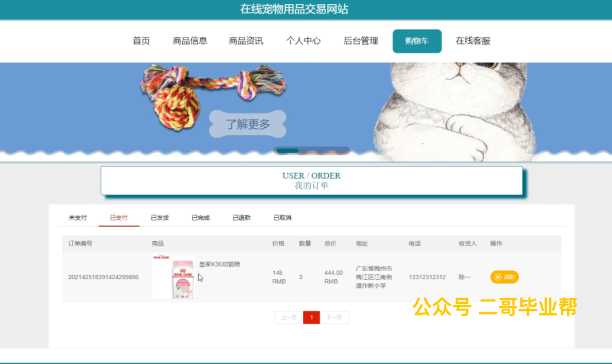 在线宠物用品交易网站
首页 商品信息 商品资讯 个人中心 后台管理 购物车 在线客服
了解更多
USER / ORDER
我的订单
未支付 已支付 已发货 已完成 已退款 已取消
订单编号 商品 价格 数量 总价 地址 电话 收货人 操作
皇家K36幼猫粮
148 RMB
3
444.00 RMB
广东省梅州市
梅江区江南街
道作新小学
12312312312
陈一
退款
ROYAL CANIN
公众号 二哥毕业帮
上一页 1 下一页